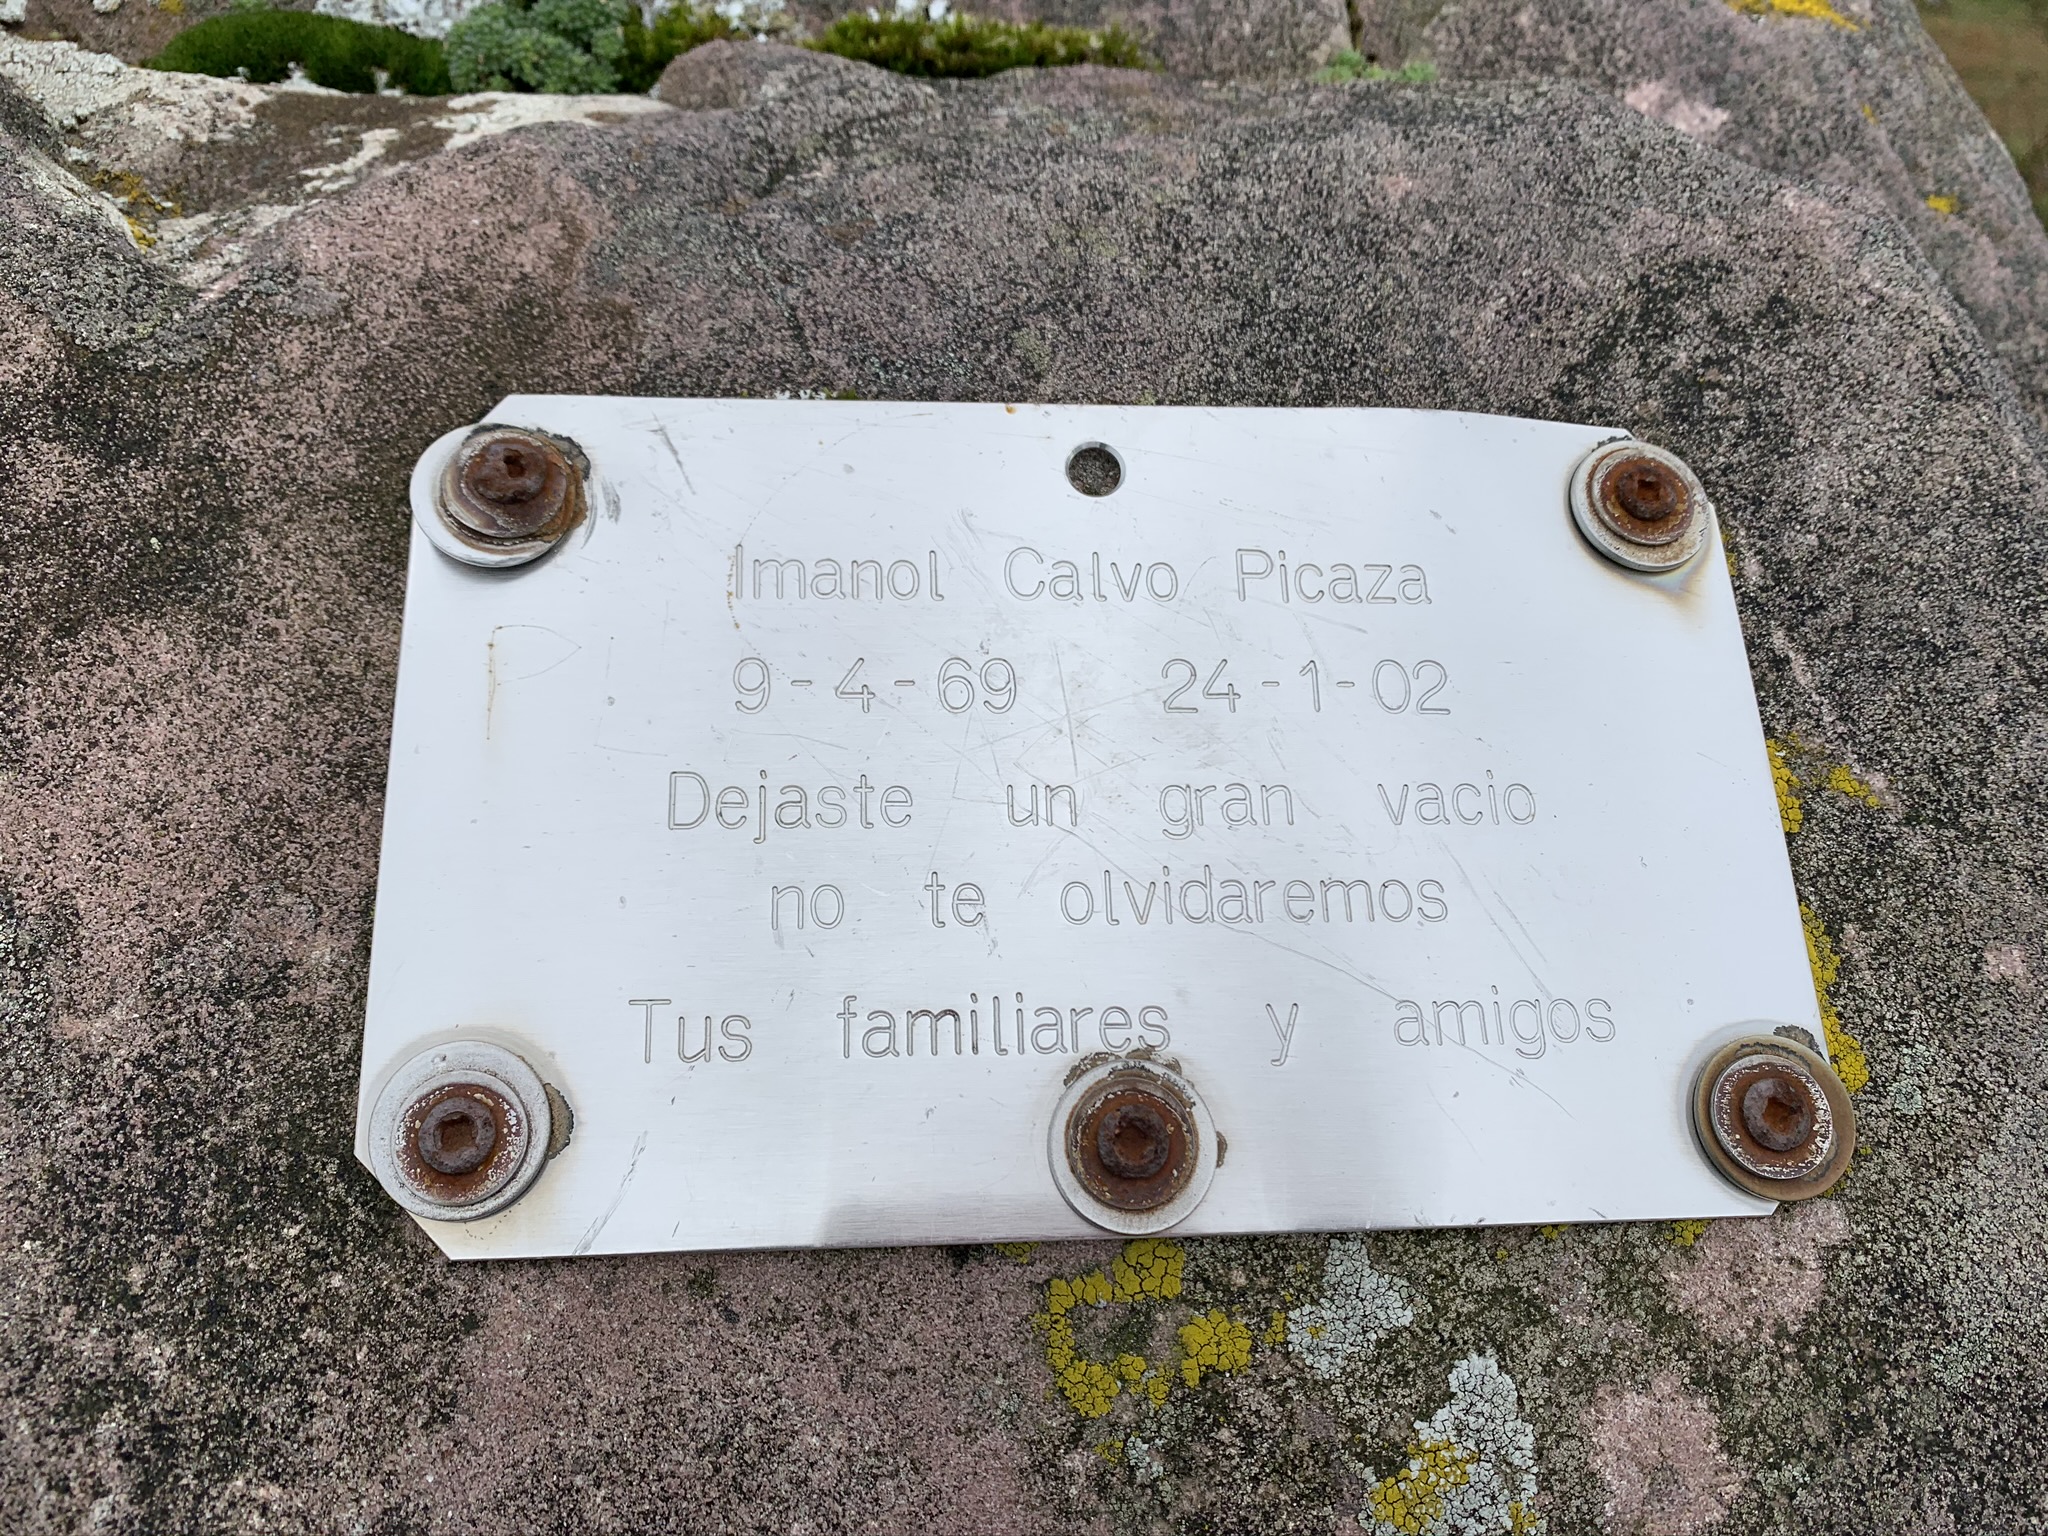 Imanol Calvo Picaza
9-4-69 24-1-02
Dejaste un gran vacio
no te olvidaremos
Tus familiares y amigos